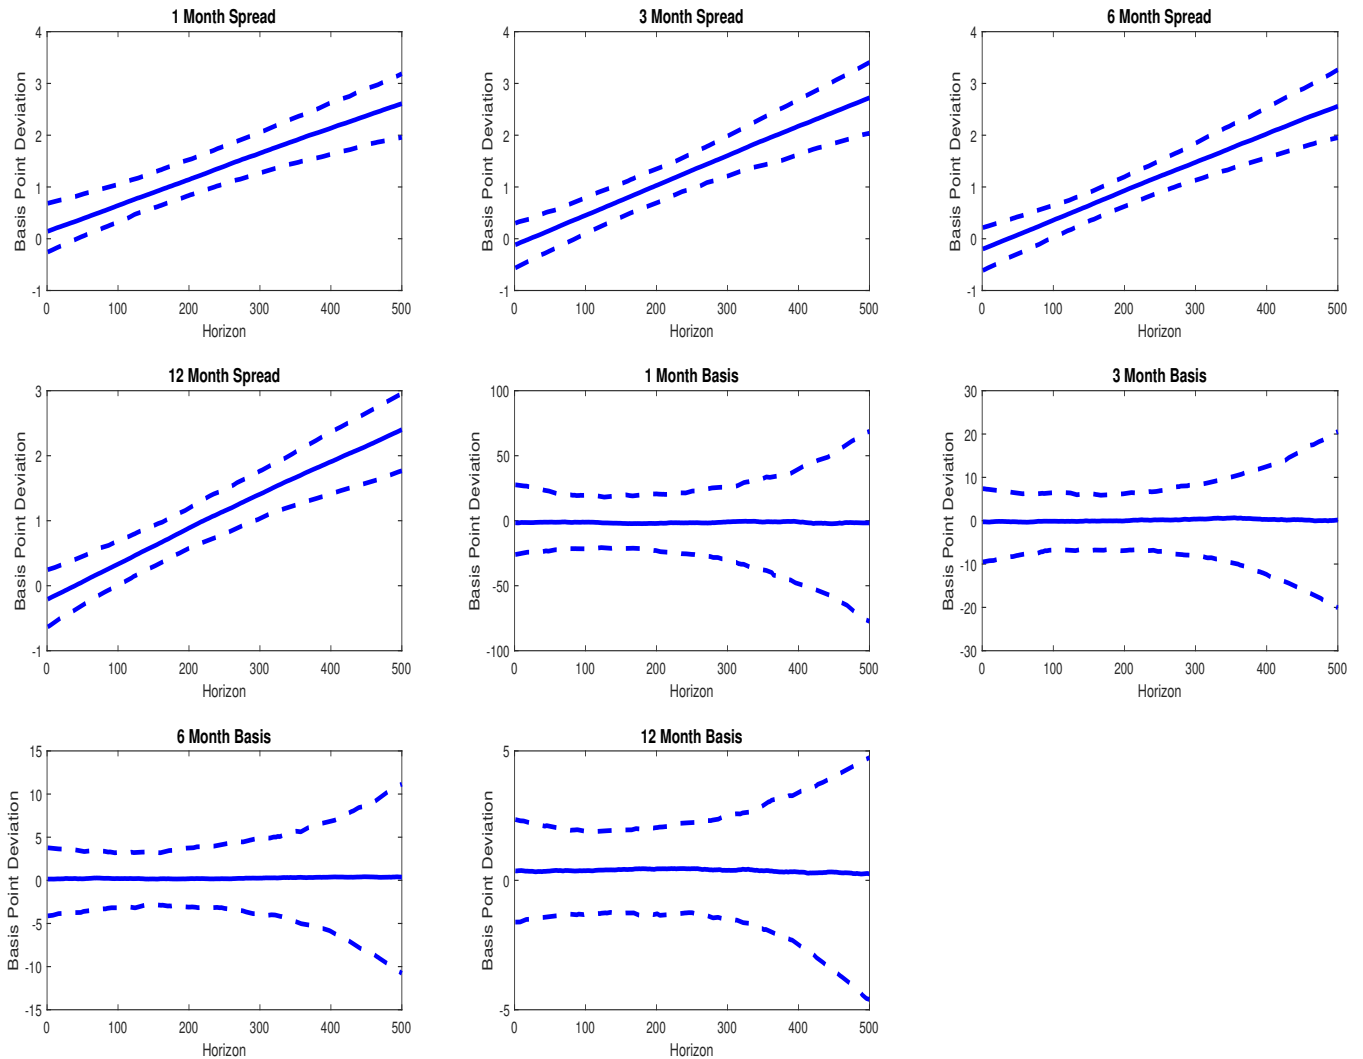 1 Month Spread
Basis Point Deviation
4
3
2
1
0
-1
0 100 200 300 400 500
Horizon
3 Month Spread
Basis Point Deviation
4
3
2
1
0
-1
0 100 200 300 400 500
Horizon
6 Month Spread
Basis Point Deviation
4
3
2
1
0
-1
0 100 200 300 400 500
Horizon
12 Month Spread
Basis Point Deviation
3
2
1
0
-1
0 100 200 300 400 500
Horizon
1 Month Basis
Basis Point Deviation
100
50
0
-50
-100
0 100 200 300 400 500
Horizon
3 Month Basis
Basis Point Deviation
30
20
10
0
-10
-20
-30
0 100 200 300 400 500
Horizon
6 Month Basis
Basis Point Deviation
15
10
5
0
-5
-10
-15
0 100 200 300 400 500
Horizon
12 Month Basis
Basis Point Deviation
5
0
-5
0 100 200 300 400 500
Horizon